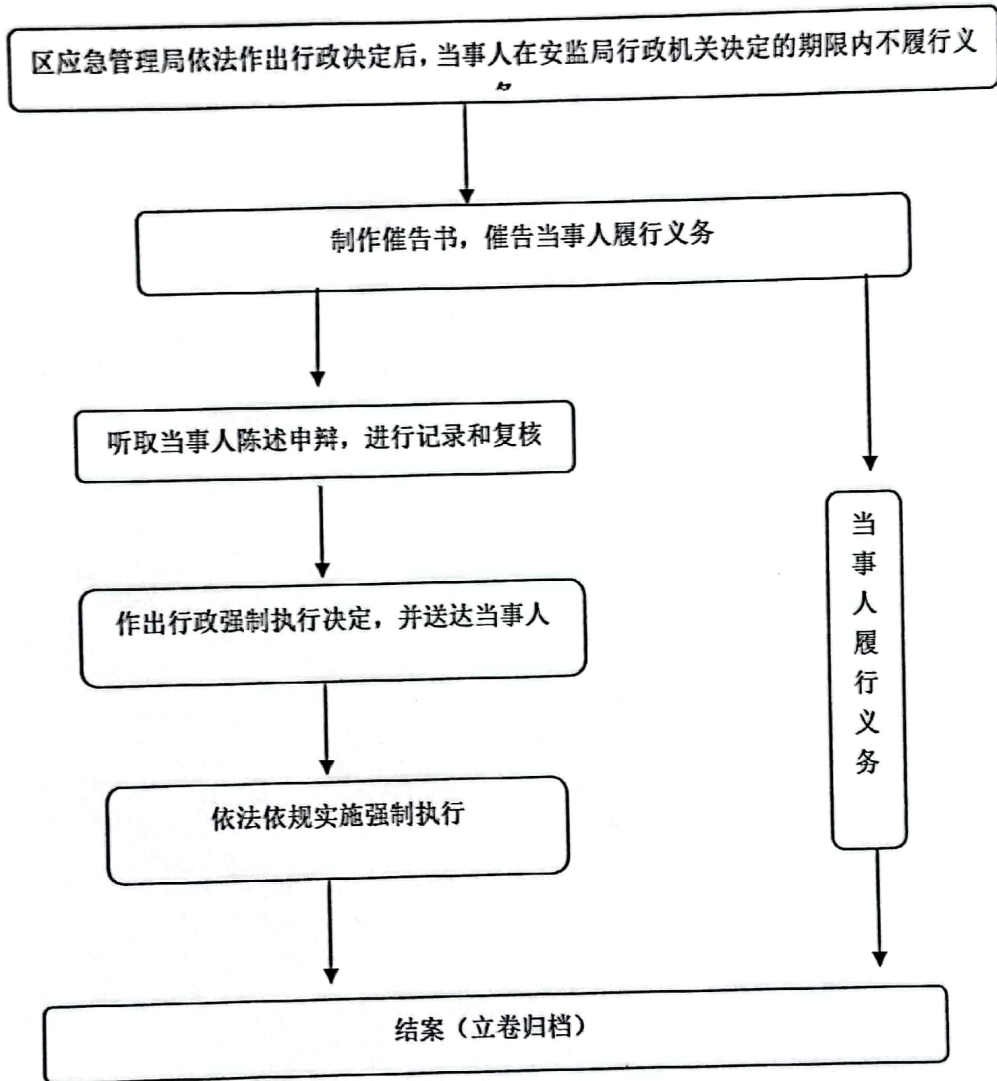 区应急管理局依法作出行政决定后，当事人在安监局行政机关决定的期限内不履行义
制作催告书，催告当事人履行义务
听取当事人陈述申辩，进行记录和复核
作出行政强制执行决定，并送达当事人
当事人履行义务
依法依规实施强制执行
结案（立卷归档）